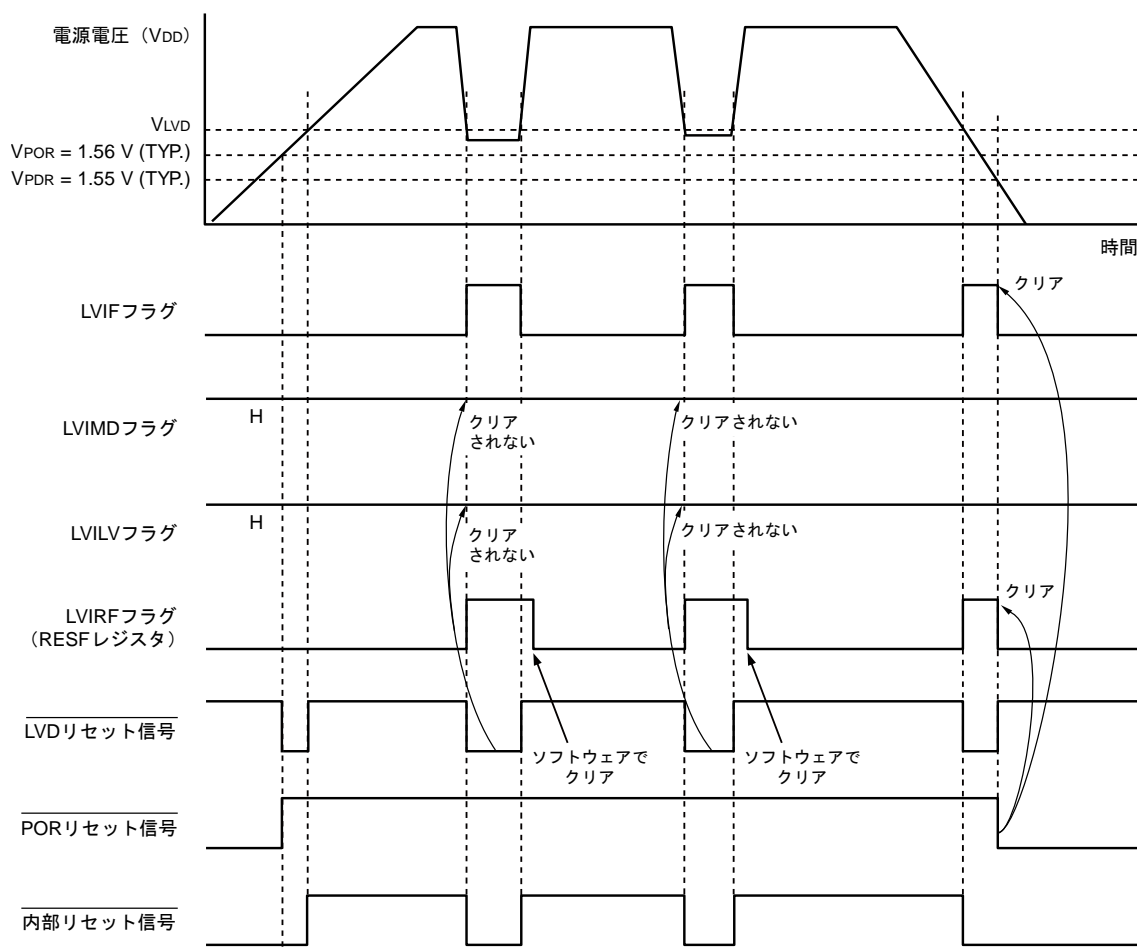 電源電圧（VDD）
VLVD
VPOR = 1.56 V (TYP.)
VPDR = 1.55 V (TYP.)
時間
クリア
LVIFフラグ
H
LVIMDフラグ
クリア
されない
クリアされない
H
LVILVフラグ
クリア
されない
クリアされない
クリア
LVIRFフラグ
（RESFレジスタ）
LVDリセット信号
ソフトウェアで
クリア
ソフトウェアで
クリア
PORリセット信号
内部リセット信号